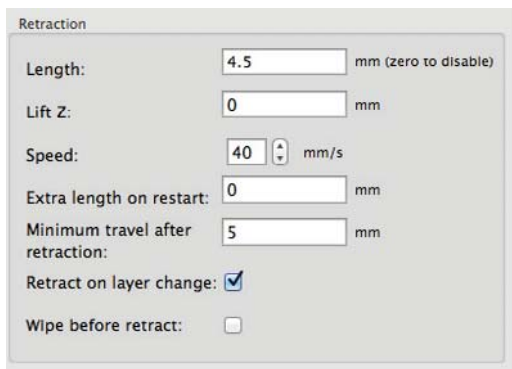 Retraction
Length: 4.5 mm (zero to disable)
Lift Z: 0 mm
Speed: 40 mm/s
Extra length on restart: 0 mm
Minimum travel after
retraction: 5 mm
Retract on layer change:
Wipe before retract: